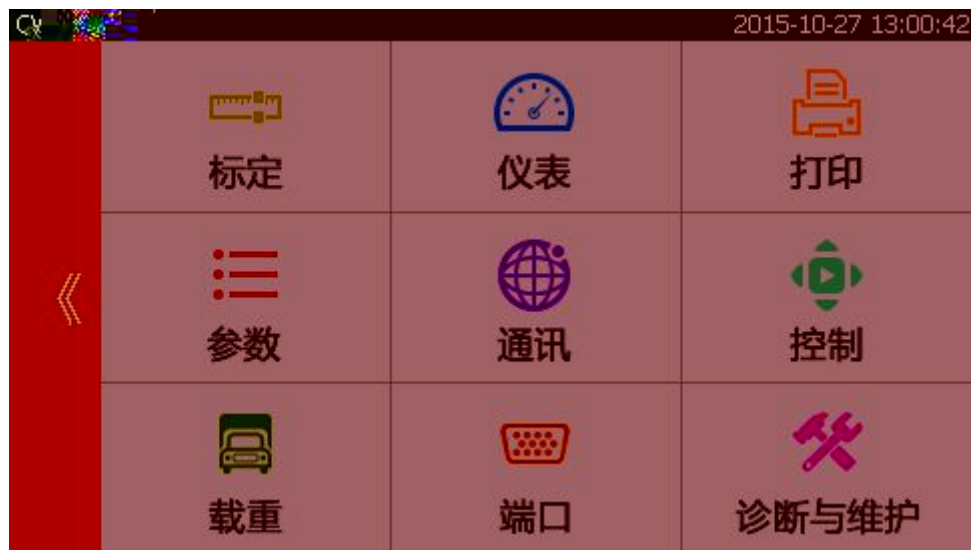 2015-10-27 13:00:42
标定
仪表
打印
参数
通讯
控制
载重
端口
诊断与维护